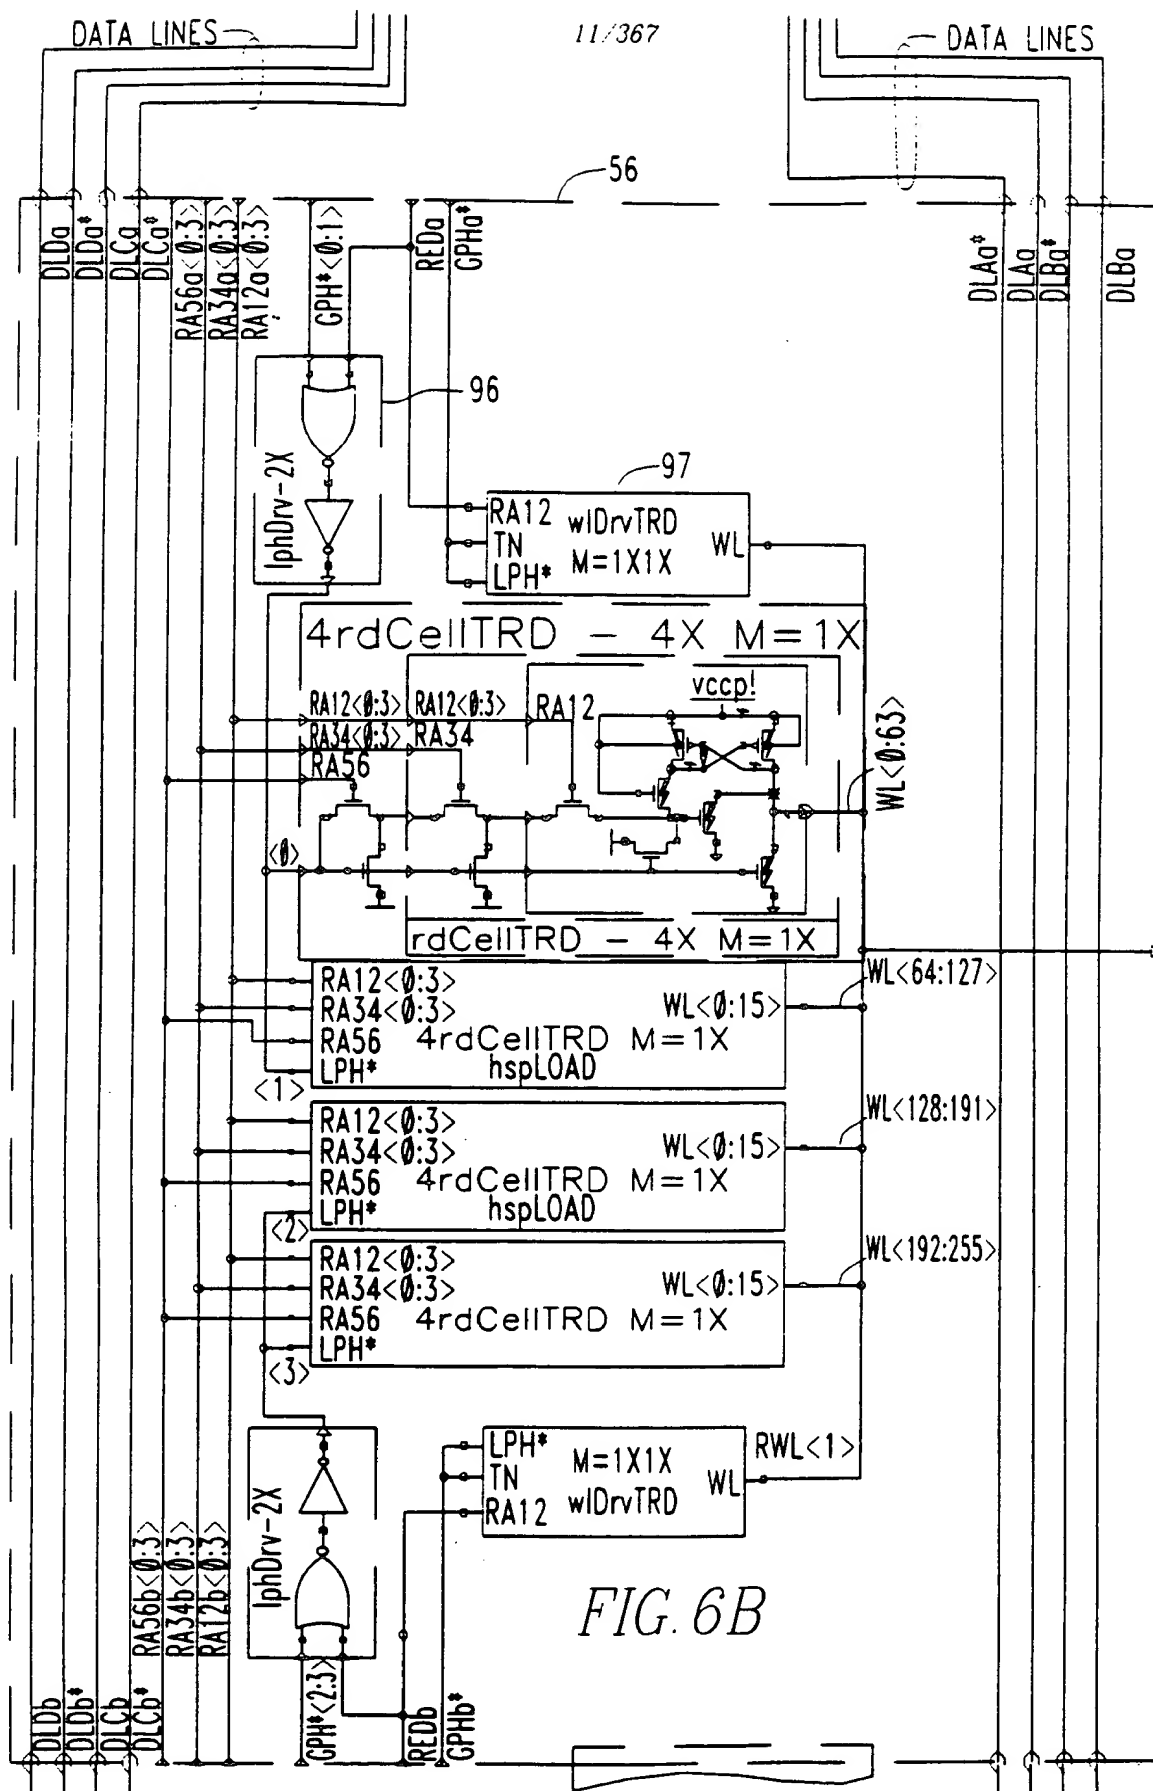 DATA LINES
11/367
DATA LINES
56
DLDa
DLDa*
DLCa
DLCa*
RA56a<0:3>
RA34a<0:3>
RA12a<0:3>
GPH*<0:1>
REDa
GPHa*
DLAa*
DLAa
DLBa*
DLBa
96
lphDrv-2X
97
RA12
TN
LPH*
wlDrvTRD
M=1X1X
WL
4rdCellTRD - 4X M=1X
RA12<0:3>
RA12<0:3>
RA12
vccp!
RA34<0:3>
RA34
RA56
<0>
WL<0:63>
rdCellTRD - 4X M=1X
RA12<0:3>
RA34<0:3>
RA56
LPH*
WL<0:15>
4rdCellTRD M=1X
hspLOAD
<1>
WL<64:127>
RA12<0:3>
RA34<0:3>
RA56
LPH*
WL<0:15>
4rdCellTRD M=1X
hspLOAD
<2>
WL<128:191>
RA12<0:3>
RA34<0:3>
RA56
LPH*
WL<0:15>
4rdCellTRD M=1X
<3>
WL<192:255>
LPH*
TN
RA12
M=1X1X
wlDrvTRD
WL
RWL<1>
lphDrv-2X
FIG. 6B
DLDb
DLDb*
DLCb
DLCb*
RA56b<0:3>
RA34b<0:3>
RA12b<0:3>
GPH*<2:3>
REDb
GPHb*